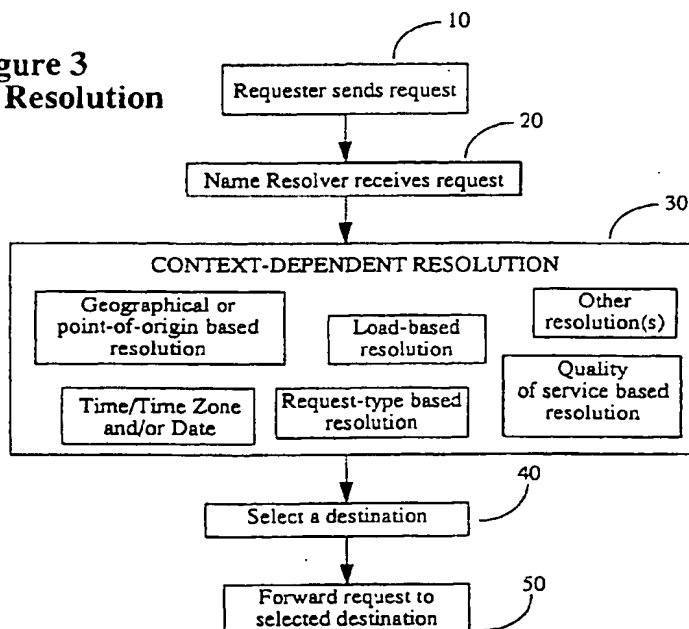 gure 3
Resolution
10
Requester sends request
20
Name Resolver receives request
30
CONTEXT-DEPENDENT RESOLUTION
Geographical or
point-of-origin based
resolution
Load-based
resolution
Other
resolution(s)
Time/Time Zone
and/or Date
Request-type based
resolution
Quality
of service based
resolution
40
Select a destination
50
Forward request to
selected destination